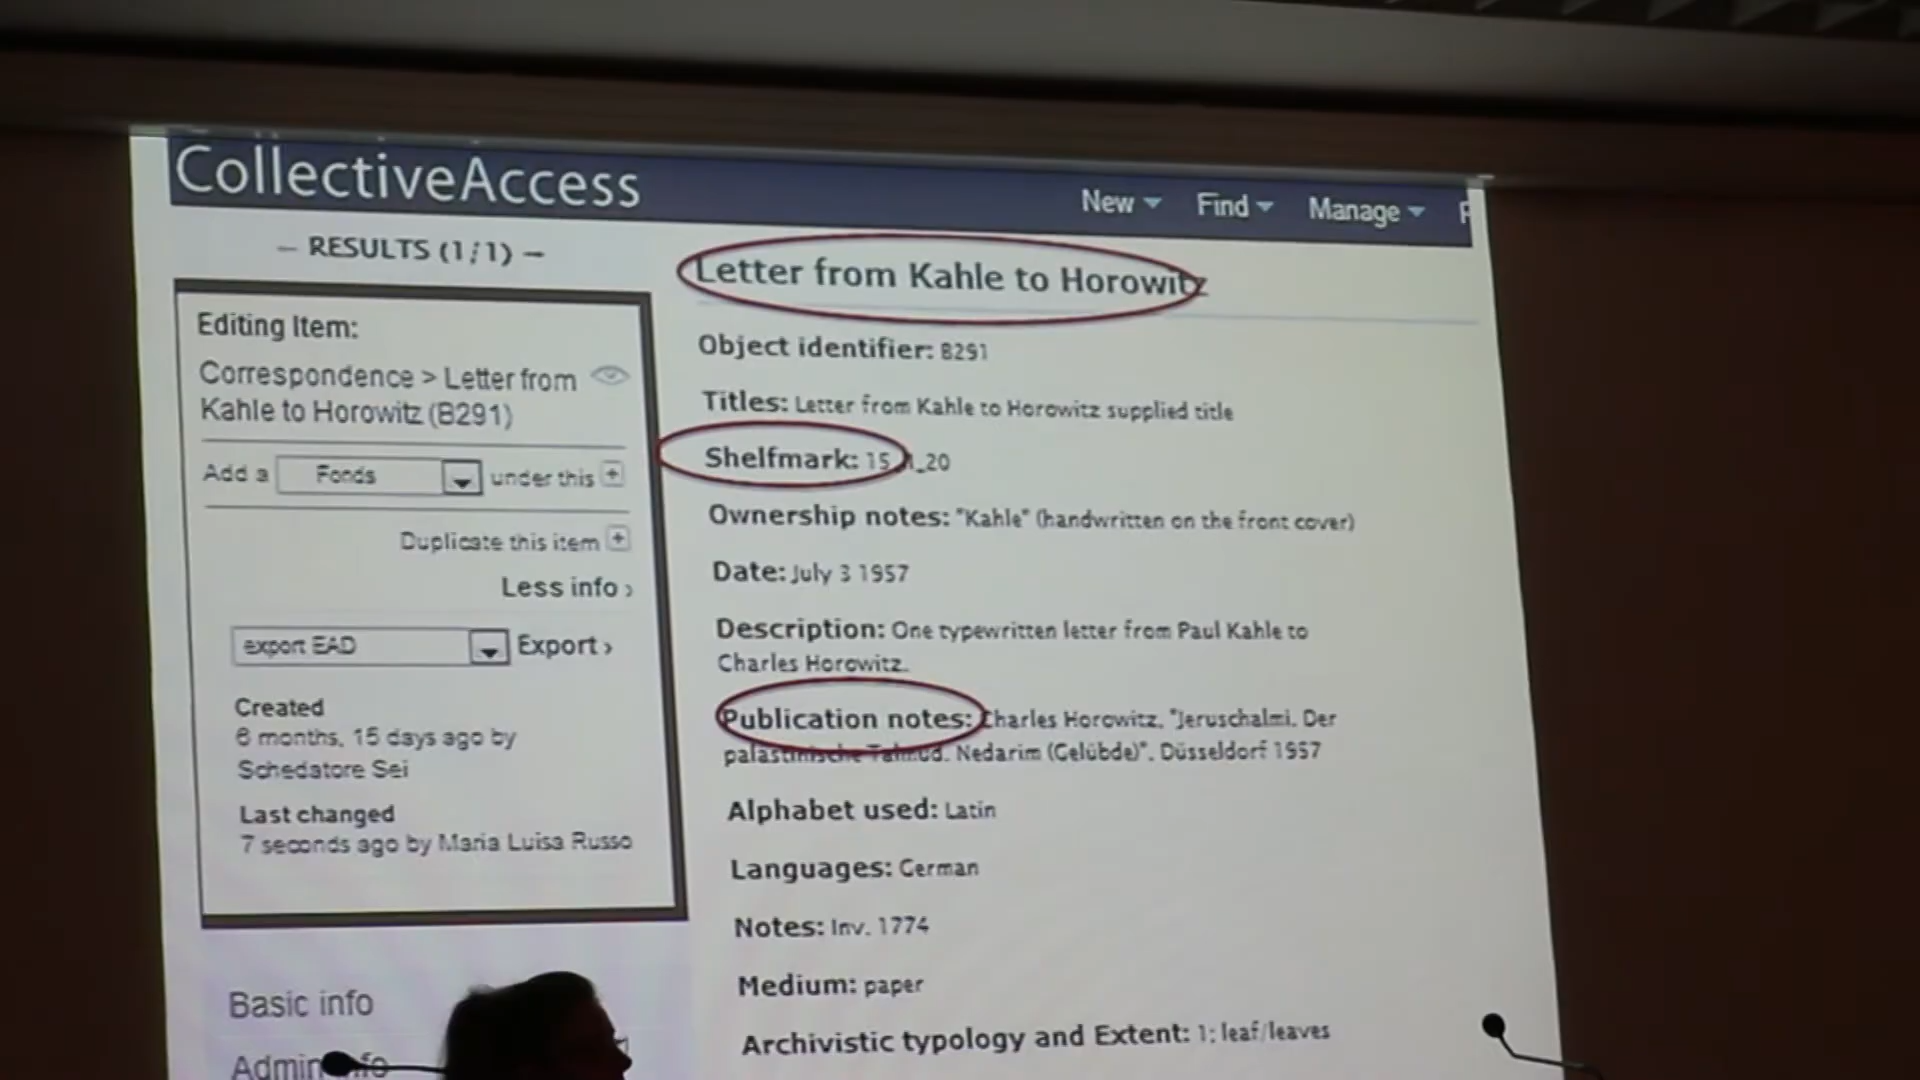 CollectiveAccess
New
Find
Manage
– RESULTS (1/1) –
Editing Item:
Correspondence > Letter from
Kahle to Horowitz (B291)
Add a Fonds under this
Duplicate this item
Less info ›
export EAD Export ›
Created
6 months, 15 days ago by
Schedatore Sei
Last changed
7 seconds ago by Maria Luisa Russo
Basic info
Admin info
Letter from Kahle to Horowitz
Object identifier: B291
Titles: Letter from Kahle to Horowitz supplied title
Shelfmark: 15 _20
Ownership notes: "Kahle" (handwritten on the front cover)
Date: July 3 1957
Description: One typewritten letter from Paul Kahle to
Charles Horowitz.
Publication notes: Charles Horowitz, "Jeruschalmi. Der
palästinische Talmud. Nedarim (Gelübde)", Düsseldorf 1957
Alphabet used: Latin
Languages: German
Notes: Inv. 1774
Medium: paper
Archivistic typology and Extent: 1; leaf/leaves